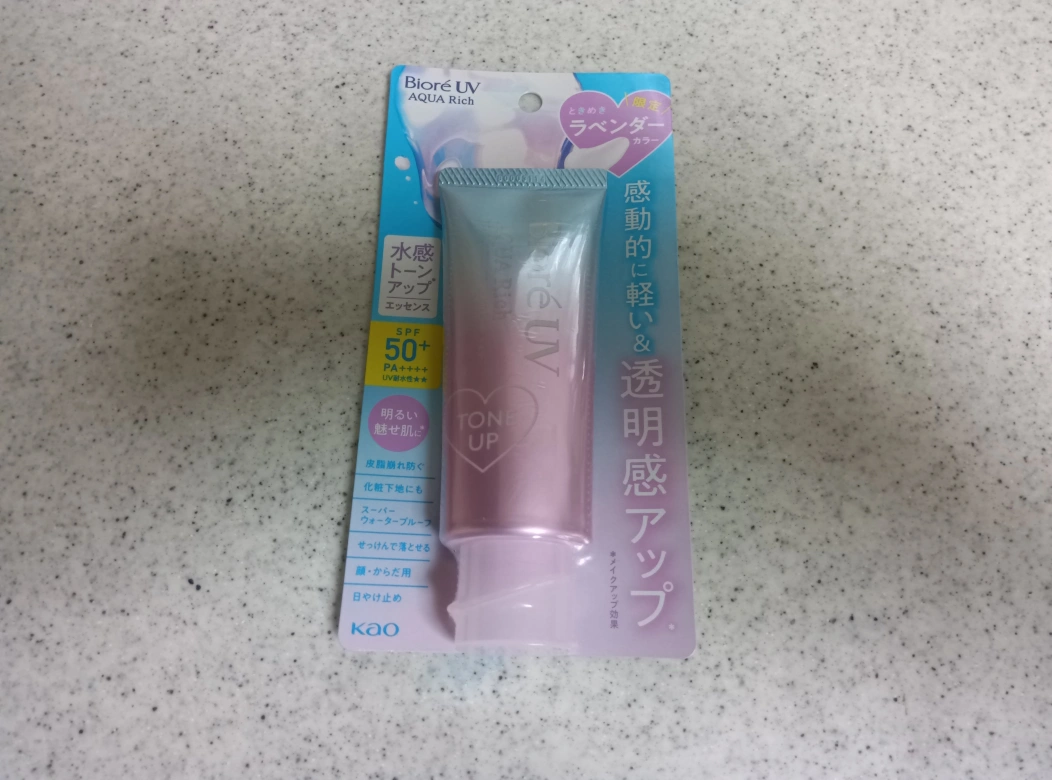 Bioré UV
AQUA Rich
限定
ときめき
ラベンダー
カラー
水感
トーン
アップ
エッセンス
SPF
50+
PA++++
UV耐水性★★
明るい
魅せ肌に*
皮脂崩れ防ぐ
化粧下地にも
スーパー
ウォータープルーフ
せっけんで落とせる
顔・からだ用
日やけ止め
Kao
Bioré UV
AQUA Rich
TONE
UP
感動的に軽い&
透明感アップ*
*メイクアップ効果